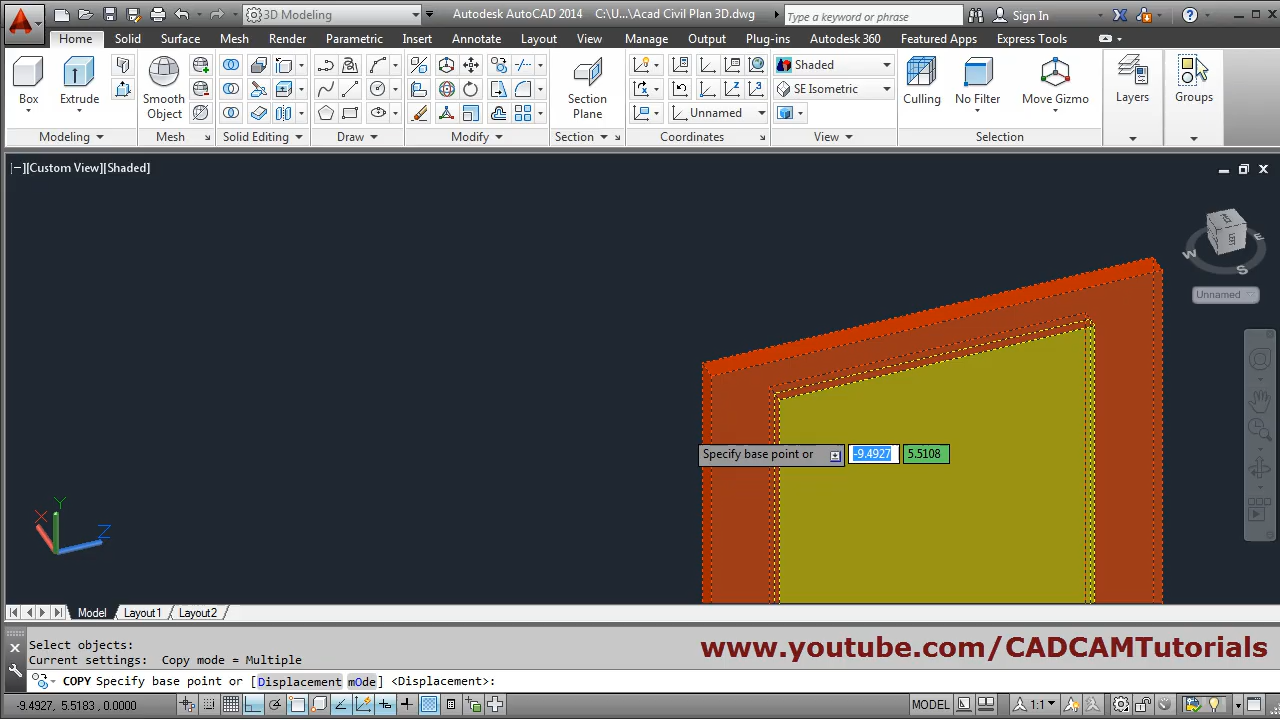 3D Modeling
Autodesk AutoCAD 2014 C:\U...\Acad Civil Plan 3D.dwg
Type a keyword or phrase
Sign In
Home Solid Surface Mesh Render Parametric Insert Annotate Layout View Manage Output Plug-ins Autodesk 360 Featured Apps Express Tools
Box
Extrude
Smooth
Object
Section
Plane
Unnamed
Shaded
SE Isometric
Culling
No Filter
Move Gizmo
Layers
Groups
Modeling Mesh Solid Editing Draw Modify Section Coordinates View Selection
[−][Custom View][Shaded]
W
S
E
Unnamed
Specify base point or -9.4927 5.5108
X
Y
Z
Model Layout1 Layout2
Select objects:
Current settings: Copy mode = Multiple
COPY Specify base point or [Displacement mOde] <Displacement>:
www.youtube.com/CADCAMTutorials
-9.4927, 5.5183, 0.0000
MODEL
1:1